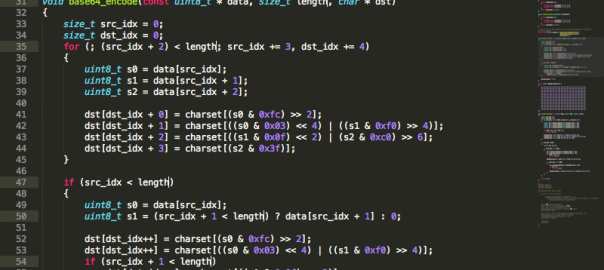 31 void base64_encode(const uint8_t * data, size_t length, char * dst)
32 {
33 size_t src_idx = 0;
34 size_t dst_idx = 0;
35 for (; (src_idx + 2) < length; src_idx += 3, dst_idx += 4)
36 {
37 uint8_t s0 = data[src_idx];
38 uint8_t s1 = data[src_idx + 1];
39 uint8_t s2 = data[src_idx + 2];
40
41 dst[dst_idx + 0] = charset[(s0 & 0xfc) >> 2];
42 dst[dst_idx + 1] = charset[((s0 & 0x03) << 4) | ((s1 & 0xf0) >> 4)];
43 dst[dst_idx + 2] = charset[((s1 & 0x0f) << 2) | (s2 & 0xc0) >> 6];
44 dst[dst_idx + 3] = charset[(s2 & 0x3f)];
45 }
46
47 if (src_idx < length)
48 {
49 uint8_t s0 = data[src_idx];
50 uint8_t s1 = (src_idx + 1 < length) ? data[src_idx + 1] : 0;
51
52 dst[dst_idx++] = charset[(s0 & 0xfc) >> 2];
53 dst[dst_idx++] = charset[((s0 & 0x03) << 4) | ((s1 & 0xf0) >> 4)];
54 if (src_idx + 1 < length)